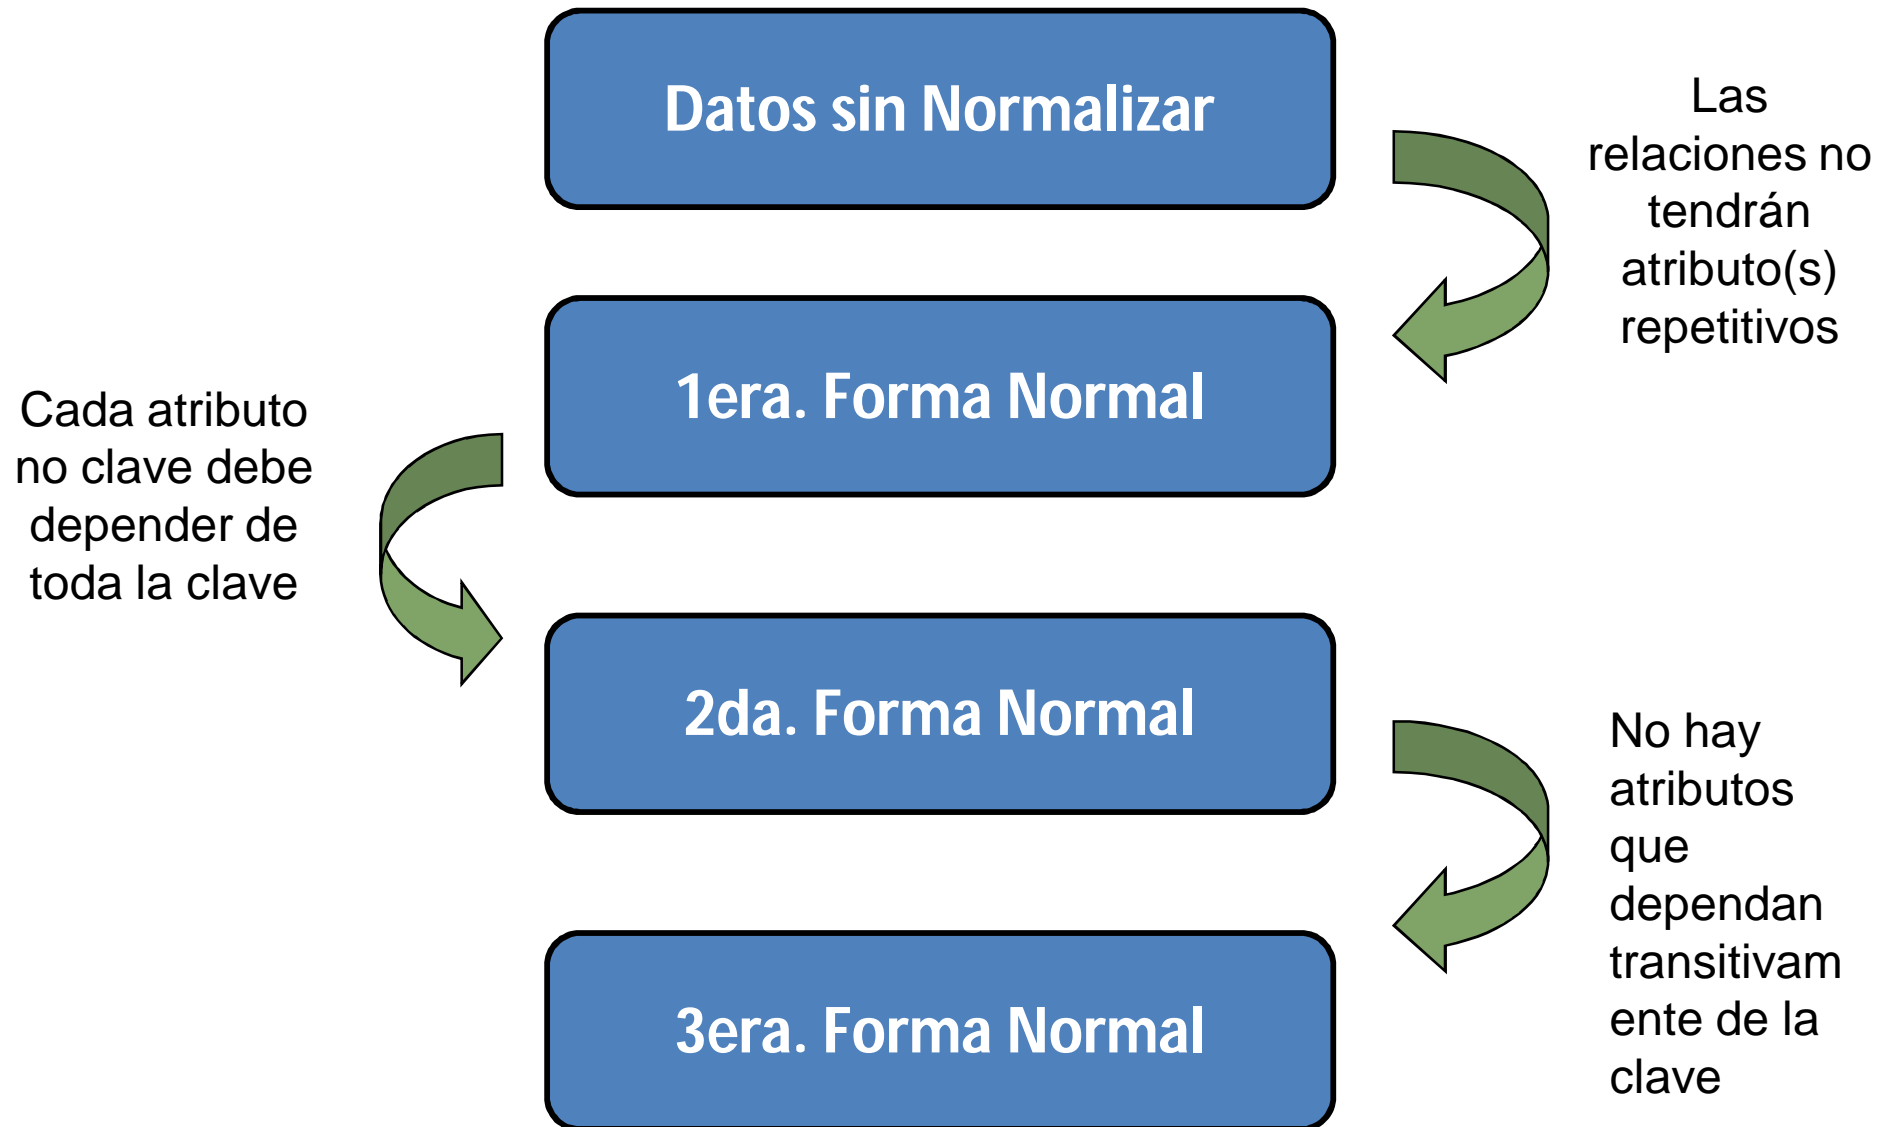 Datos sin Normalizar
Las
relaciones no
tendrán
atributo(s)
repetitivos
1era. Forma Normal
Cada atributo
no clave debe
depender de
toda la clave
2da. Forma Normal
No hay
atributos
que
dependan
transitivam
ente de la
clave
3era. Forma Normal